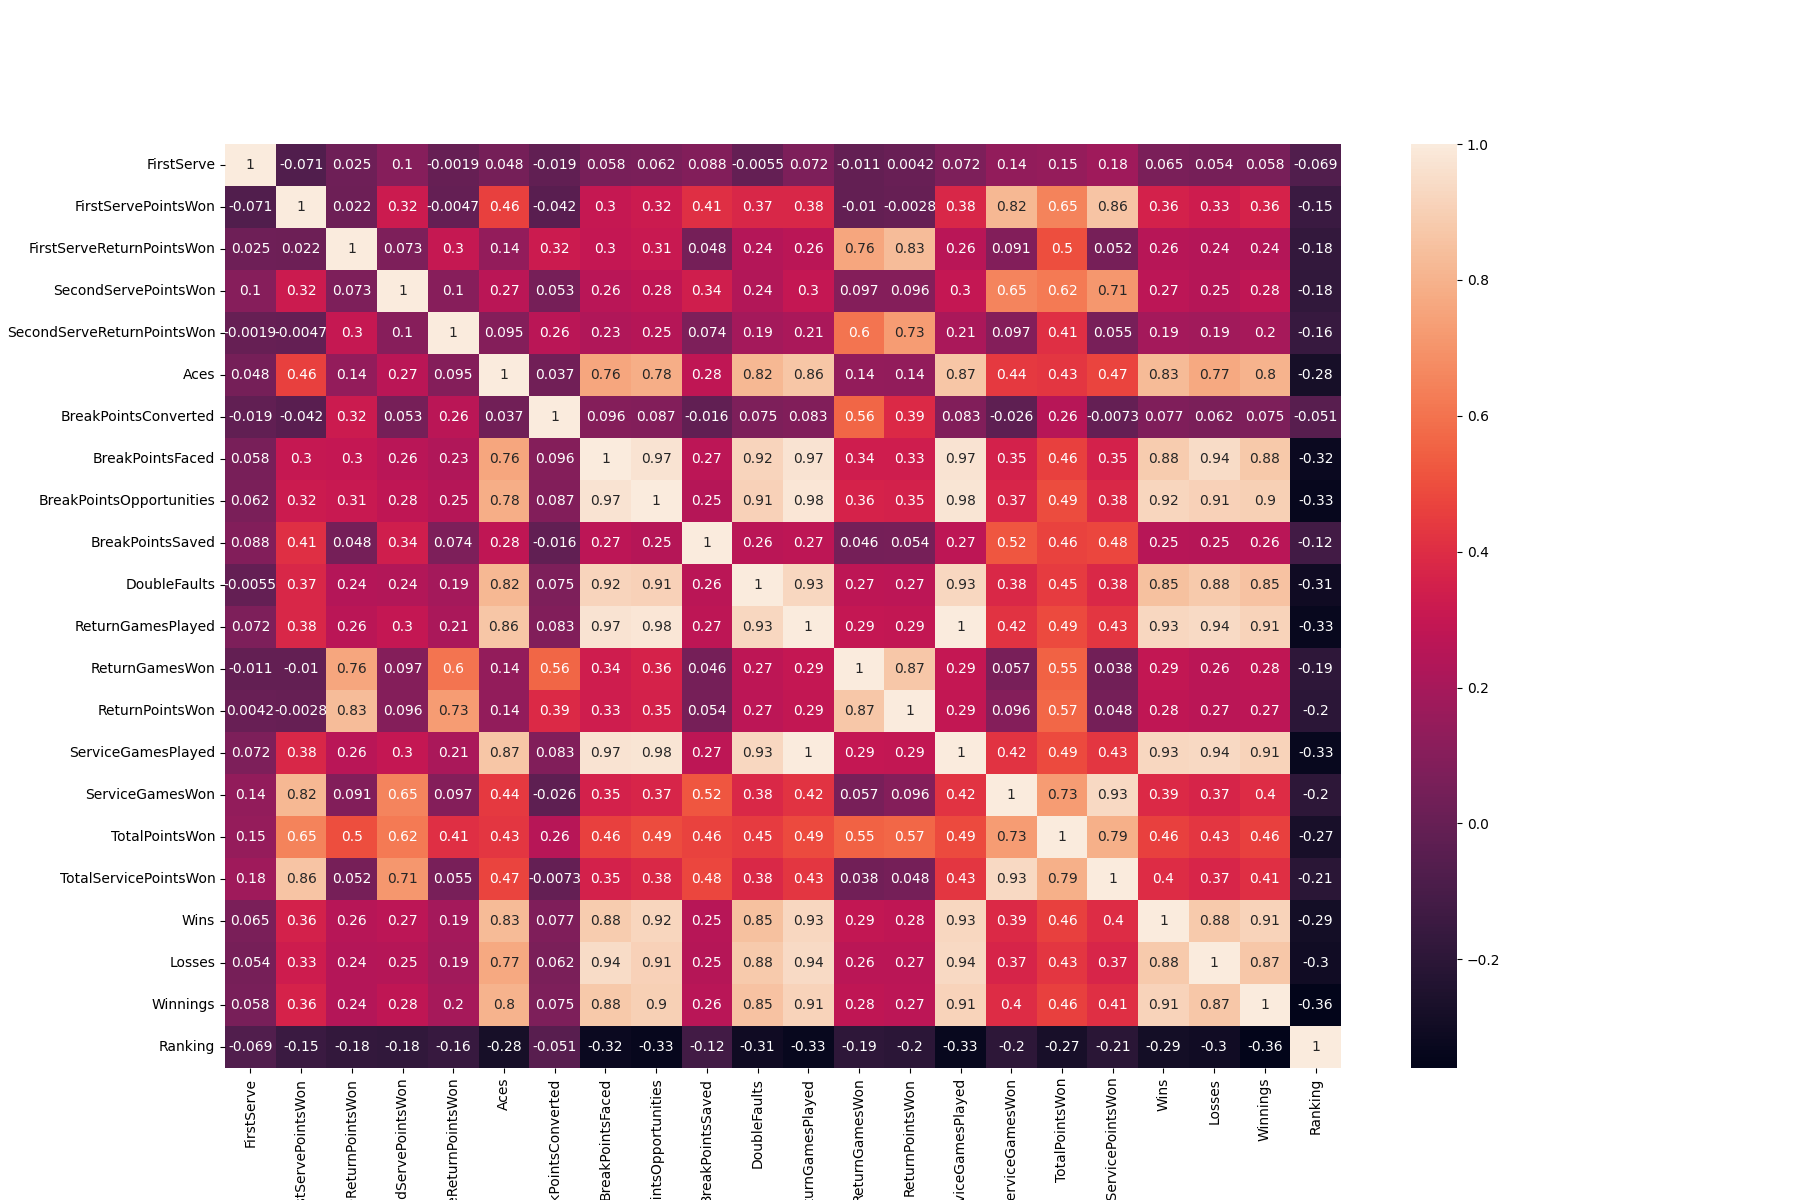 FirstServe 1 -0.071 0.025 0.1 -0.0019 0.048 -0.019 0.058 0.062 0.088 -0.0055 0.072 -0.011 0.0042 0.072 0.14 0.15 0.18 0.065 0.054 0.058 -0.069
FirstServePointsWon -0.071 1 0.022 0.32 -0.0047 0.46 -0.042 0.3 0.32 0.41 0.37 0.38 -0.01 -0.0028 0.38 0.82 0.65 0.86 0.36 0.33 0.36 -0.15
FirstServeReturnPointsWon 0.025 0.022 1 0.073 0.3 0.14 0.32 0.3 0.31 0.048 0.24 0.26 0.76 0.83 0.26 0.091 0.5 0.052 0.26 0.24 0.24 -0.18
SecondServePointsWon 0.1 0.32 0.073 1 0.1 0.27 0.053 0.26 0.28 0.34 0.24 0.3 0.097 0.096 0.3 0.65 0.62 0.71 0.27 0.25 0.28 -0.18
SecondServeReturnPointsWon -0.0019 -0.0047 0.3 0.1 1 0.095 0.26 0.23 0.25 0.074 0.19 0.21 0.6 0.73 0.21 0.097 0.41 0.055 0.19 0.19 0.2 -0.16
Aces 0.048 0.46 0.14 0.27 0.095 1 0.037 0.76 0.78 0.28 0.82 0.86 0.14 0.14 0.87 0.44 0.43 0.47 0.83 0.77 0.8 -0.28
BreakPointsConverted -0.019 -0.042 0.32 0.053 0.26 0.037 1 0.096 0.087 -0.016 0.075 0.083 0.56 0.39 0.083 -0.026 0.26 -0.0073 0.077 0.062 0.075 -0.051
BreakPointsFaced 0.058 0.3 0.3 0.26 0.23 0.76 0.096 1 0.97 0.27 0.92 0.97 0.34 0.33 0.97 0.35 0.46 0.35 0.88 0.94 0.88 -0.32
BreakPointsOpportunities 0.062 0.32 0.31 0.28 0.25 0.78 0.087 0.97 1 0.25 0.91 0.98 0.36 0.35 0.98 0.37 0.49 0.38 0.92 0.91 0.9 -0.33
BreakPointsSaved 0.088 0.41 0.048 0.34 0.074 0.28 -0.016 0.27 0.25 1 0.26 0.27 0.046 0.054 0.27 0.52 0.46 0.48 0.25 0.25 0.26 -0.12
DoubleFaults -0.0055 0.37 0.24 0.24 0.19 0.82 0.075 0.92 0.91 0.26 1 0.93 0.27 0.27 0.93 0.38 0.45 0.38 0.85 0.88 0.85 -0.31
ReturnGamesPlayed 0.072 0.38 0.26 0.3 0.21 0.86 0.083 0.97 0.98 0.27 0.93 1 0.29 0.29 1 0.42 0.49 0.43 0.93 0.94 0.91 -0.33
ReturnGamesWon -0.011 -0.01 0.76 0.097 0.6 0.14 0.56 0.34 0.36 0.046 0.27 0.29 1 0.87 0.29 0.057 0.55 0.038 0.29 0.26 0.28 -0.19
ReturnPointsWon 0.0042 -0.0028 0.83 0.096 0.73 0.14 0.39 0.33 0.35 0.054 0.27 0.29 0.87 1 0.29 0.096 0.57 0.048 0.28 0.27 0.27 -0.2
ServiceGamesPlayed 0.072 0.38 0.26 0.3 0.21 0.87 0.083 0.97 0.98 0.27 0.93 1 0.29 0.29 1 0.42 0.49 0.43 0.93 0.94 0.91 -0.33
ServiceGamesWon 0.14 0.82 0.091 0.65 0.097 0.44 -0.026 0.35 0.37 0.52 0.38 0.42 0.057 0.096 0.42 1 0.73 0.93 0.39 0.37 0.4 -0.2
TotalPointsWon 0.15 0.65 0.5 0.62 0.41 0.43 0.26 0.46 0.49 0.46 0.45 0.49 0.55 0.57 0.49 0.73 1 0.79 0.46 0.43 0.46 -0.27
TotalServicePointsWon 0.18 0.86 0.052 0.71 0.055 0.47 -0.0073 0.35 0.38 0.48 0.38 0.43 0.038 0.048 0.43 0.93 0.79 1 0.4 0.37 0.41 -0.21
Wins 0.065 0.36 0.26 0.27 0.19 0.83 0.077 0.88 0.92 0.25 0.85 0.93 0.29 0.28 0.93 0.39 0.46 0.4 1 0.88 0.91 -0.29
Losses 0.054 0.33 0.24 0.25 0.19 0.77 0.062 0.94 0.91 0.25 0.88 0.94 0.26 0.27 0.94 0.37 0.43 0.37 0.88 1 0.87 -0.3
Winnings 0.058 0.36 0.24 0.28 0.2 0.8 0.075 0.88 0.9 0.26 0.85 0.91 0.28 0.27 0.91 0.4 0.46 0.41 0.91 0.87 1 -0.36
Ranking -0.069 -0.15 -0.18 -0.18 -0.16 -0.28 -0.051 -0.32 -0.33 -0.12 -0.31 -0.33 -0.19 -0.2 -0.33 -0.2 -0.27 -0.21 -0.29 -0.3 -0.36 1
FirstServe
stServePointsWon
eReturnPointsWon
ndServePointsWon
eReturnPointsWon
Aces
kPointsConverted
BreakPointsFaced
intsOpportunities
BreakPointsSaved
DoubleFaults
urnGamesPlayed
ReturnGamesWon
ReturnPointsWon
viceGamesPlayed
erviceGamesWon
TotalPointsWon
ServicePointsWon
Wins
Losses
Winnings
Ranking
1.0
0.8
0.6
0.4
0.2
0.0
−0.2